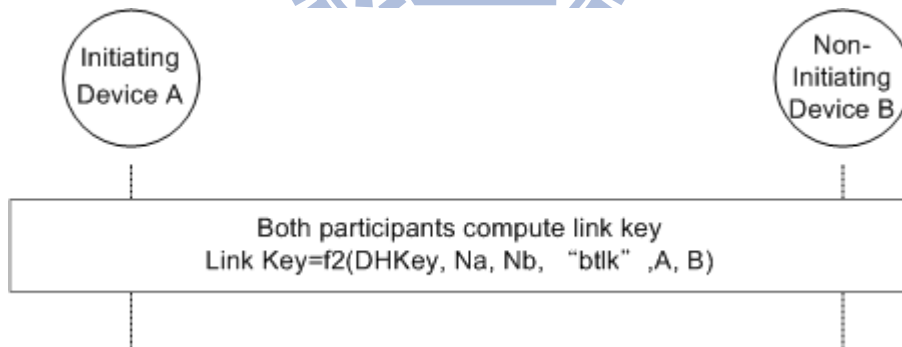 Initiating
Device A
Non-
Initiating
Device B
Both participants compute link key
Link Key=f2(DHKey, Na, Nb, “btlk” ,A, B)